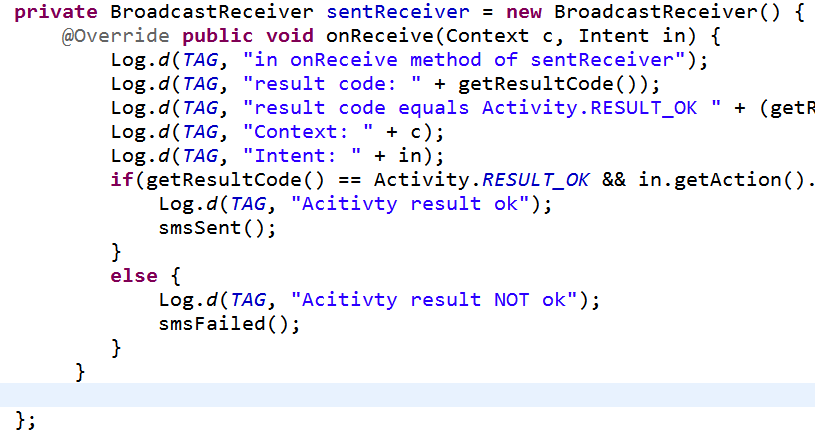 private BroadcastReceiver sentReceiver = new BroadcastReceiver() {
@Override public void onReceive(Context c, Intent in) {
Log.d(TAG, "in onReceive method of sentReceiver");
Log.d(TAG, "result code: " + getResultCode());
Log.d(TAG, "result code equals Activity.RESULT_OK " + (getR
Log.d(TAG, "Context: " + c);
Log.d(TAG, "Intent: " + in);
if(getResultCode() == Activity.RESULT_OK && in.getAction().
Log.d(TAG, "Acitivty result ok");
smsSent();
}
else {
Log.d(TAG, "Acitivty result NOT ok");
smsFailed();
}
}
};